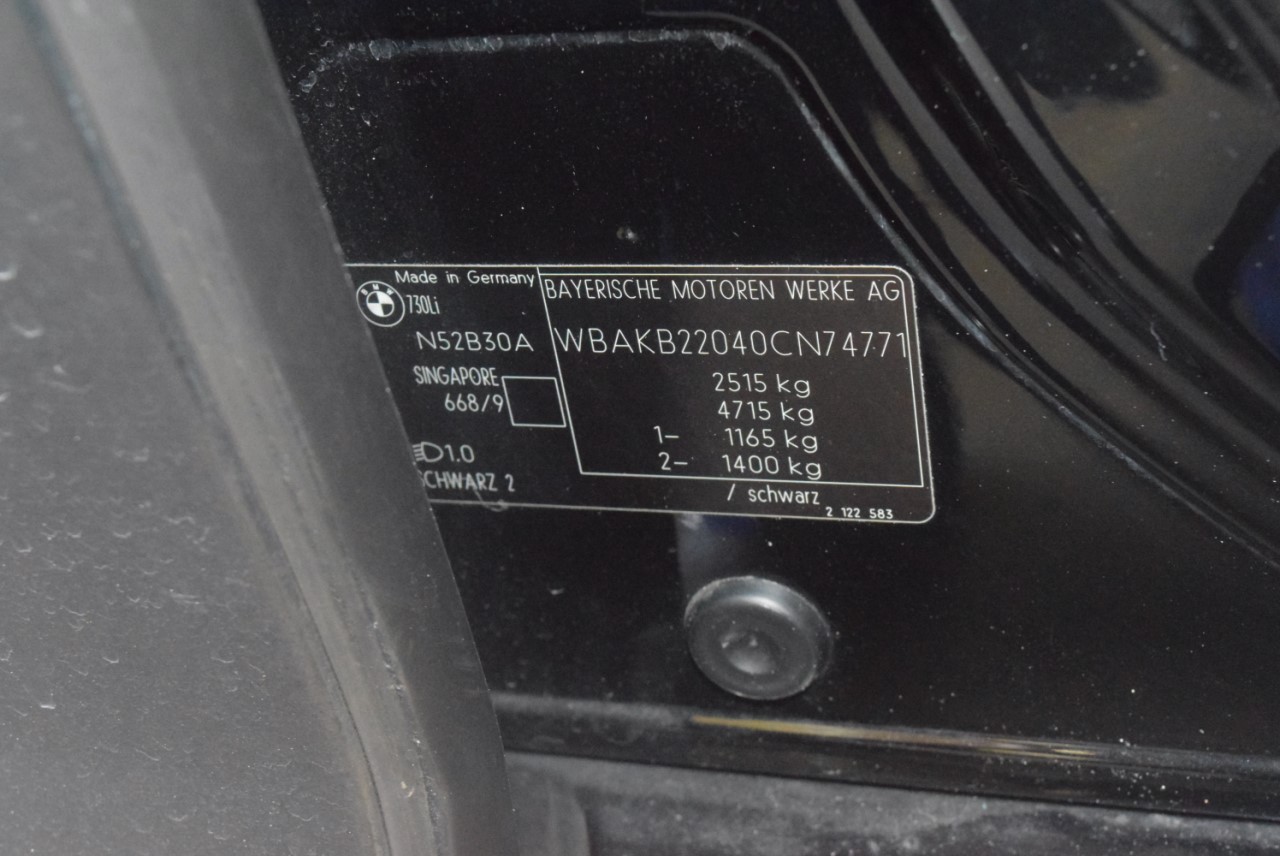 Made in Germany
BMW
730Li
N52B30A
SINGAPORE
668/9
1.0
SCHWARZ 2
BAYERISCHE MOTOREN WERKE AG
WBAKB22040CN74771
2515 kg
4715 kg
1- 1165 kg
2- 1400 kg
/ schwarz
2 122 583